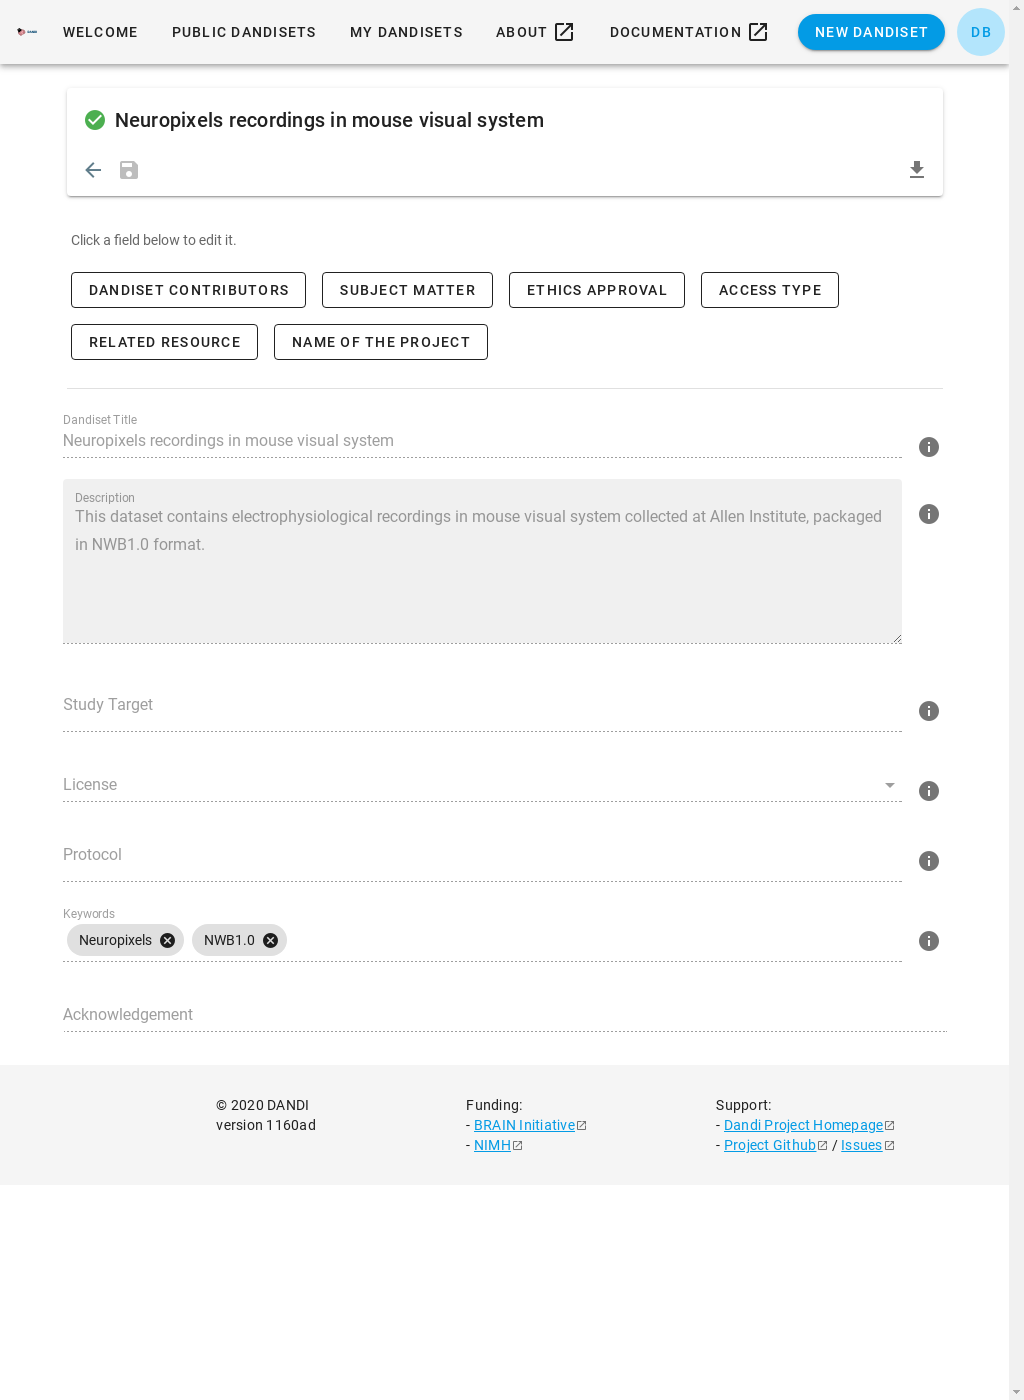 WELCOME PUBLIC DANDISETS MY DANDISETS ABOUT DOCUMENTATION NEW DANDISET DB
Neuropixels recordings in mouse visual system
Click a field below to edit it.
DANDISET CONTRIBUTORS SUBJECT MATTER ETHICS APPROVAL ACCESS TYPE
RELATED RESOURCE NAME OF THE PROJECT
Dandiset Title
Neuropixels recordings in mouse visual system
Description
This dataset contains electrophysiological recordings in mouse visual system collected at Allen Institute, packaged
in NWB1.0 format.
Study Target
License
Protocol
Keywords
Neuropixels NWB1.0
Acknowledgement
© 2020 DANDI
version 1160ad
Funding:
- BRAIN Initiative
- NIMH
Support:
- Dandi Project Homepage
- Project Github / Issues